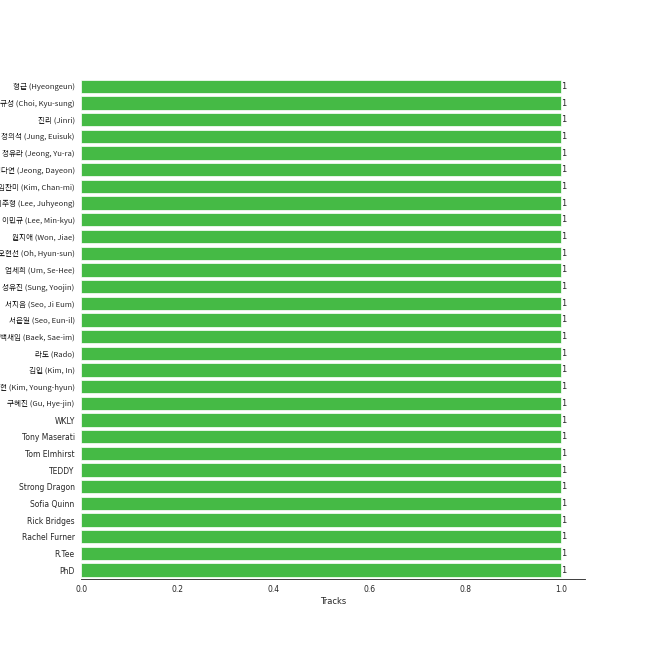 형근 (Hyeongeun) 1
규성 (Choi, Kyu-sung) 1
진리 (Jinri) 1
정의석 (Jung, Euisuk) 1
정유라 (Jeong, Yu-ra) 1
다연 (Jeong, Dayeon) 1
김찬미 (Kim, Chan-mi) 1
주형 (Lee, Juhyeong) 1
이민규 (Lee, Min-kyu) 1
원지애 (Won, Jiae) 1
오현선 (Oh, Hyun-sun) 1
엄세희 (Um, Se-Hee) 1
성유진 (Sung, Yoojin) 1
서지음 (Seo, Ji Eum) 1
서은일 (Seo, Eun-il) 1
백새임 (Baek, Sae-im) 1
라도 (Rado) 1
김인 (Kim, In) 1
현 (Kim, Young-hyun) 1
구혜진 (Gu, Hye-jin) 1
WKLY 1
Tony Maserati 1
Tom Elmhirst 1
TEDDY 1
Strong Dragon 1
Sofia Quinn 1
Rick Bridges 1
Rachel Furner 1
R.Tee 1
PhD 1
0.0 0.2 0.4 0.6 0.8 1.0
Tracks